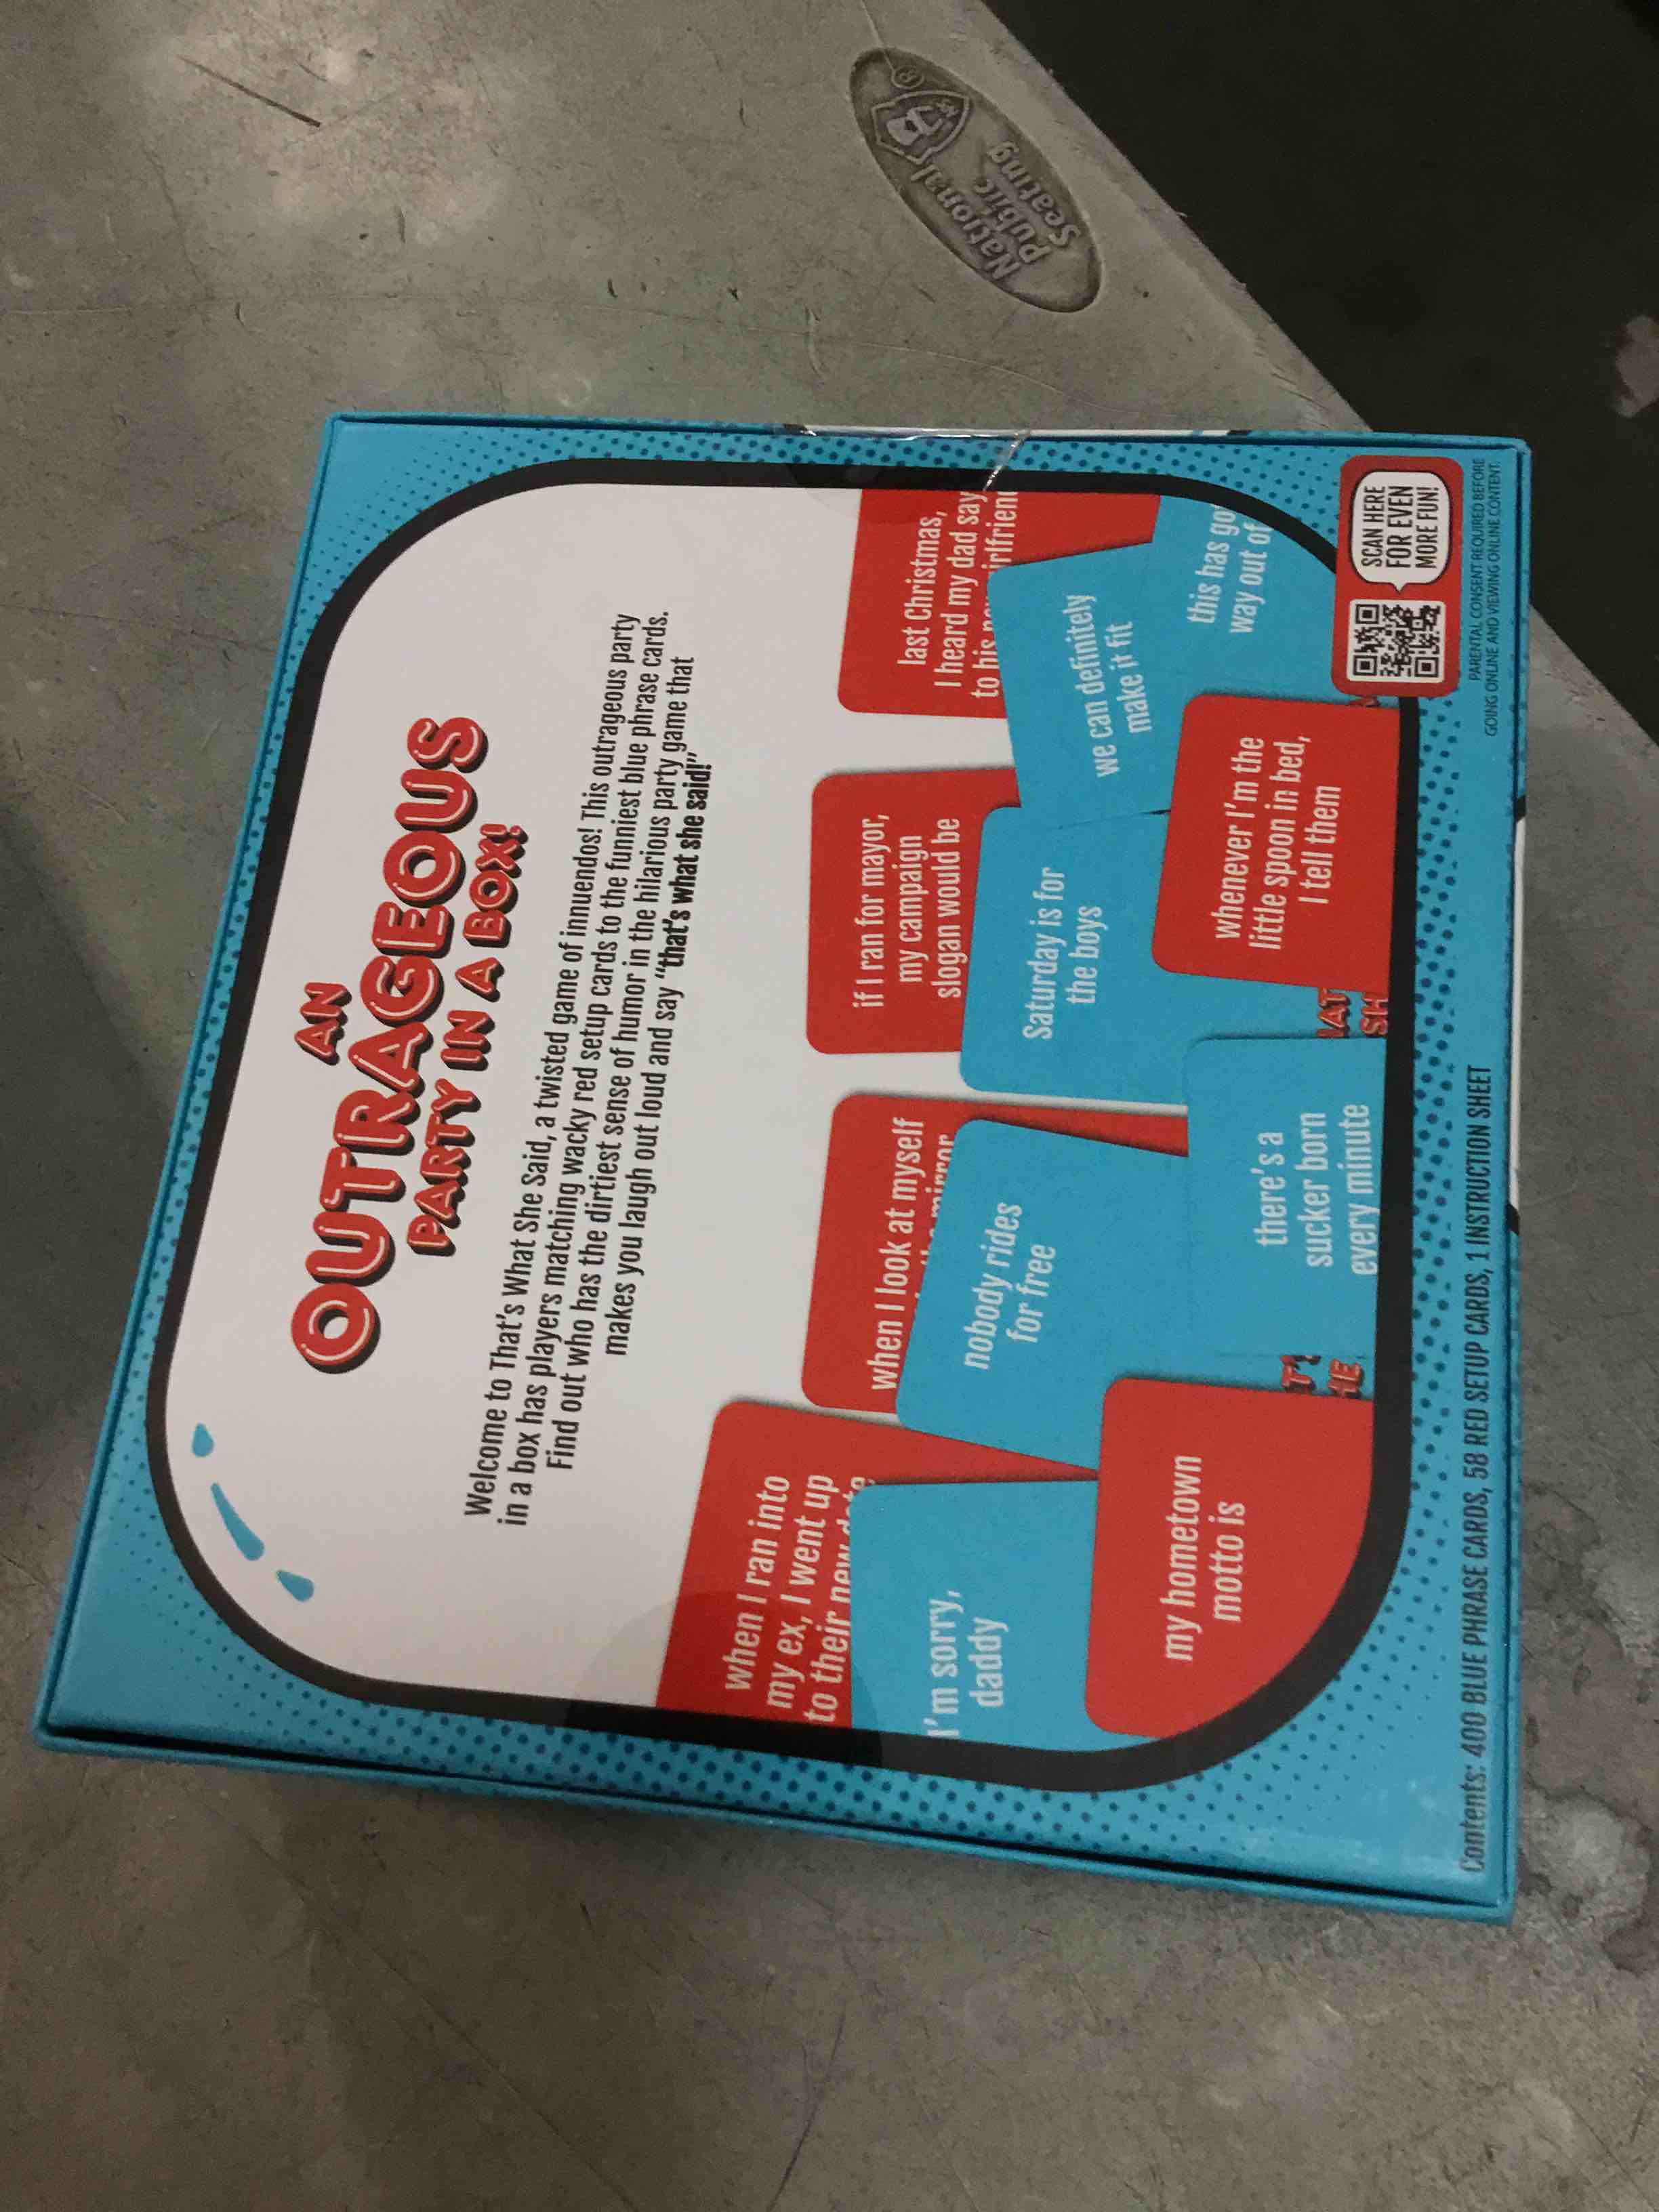 AN
OUTRAGEOUS
PARTY IN A BOX!
Welcome to That's What She Said, a twisted game of innuendos! This outrageous party
in a box has players matching wacky red setup cards to the funniest blue phrase cards.
Find out who has the dirtiest sense of humor in the hilarious party game that
makes you laugh out loud and say "that's what she said!"
when I ran into
my ex, I went up
to their new
I'm sorry,
daddy
my hometown
motto is
when I look at myself
mirror
nobody rides
for free
there's a
sucker born
every minute
if I ran for mayor,
my campaign
slogan would be
Saturday is for
the boys
whenever I'm the
little spoon in bed,
I tell them
last Christmas,
I heard my dad say
to his
we can definitely
make it fit
this has go
way out of
SCAN HERE
FOR EVEN
MORE FUN!
PARENTAL CONSENT REQUIRED BEFORE
GOING ONLINE AND VIEWING ONLINE CONTENT.
Contents: 400 BLUE PHRASE CARDS, 58 RED SETUP CARDS, 1 INSTRUCTION SHEET
National
Public
Seating
®